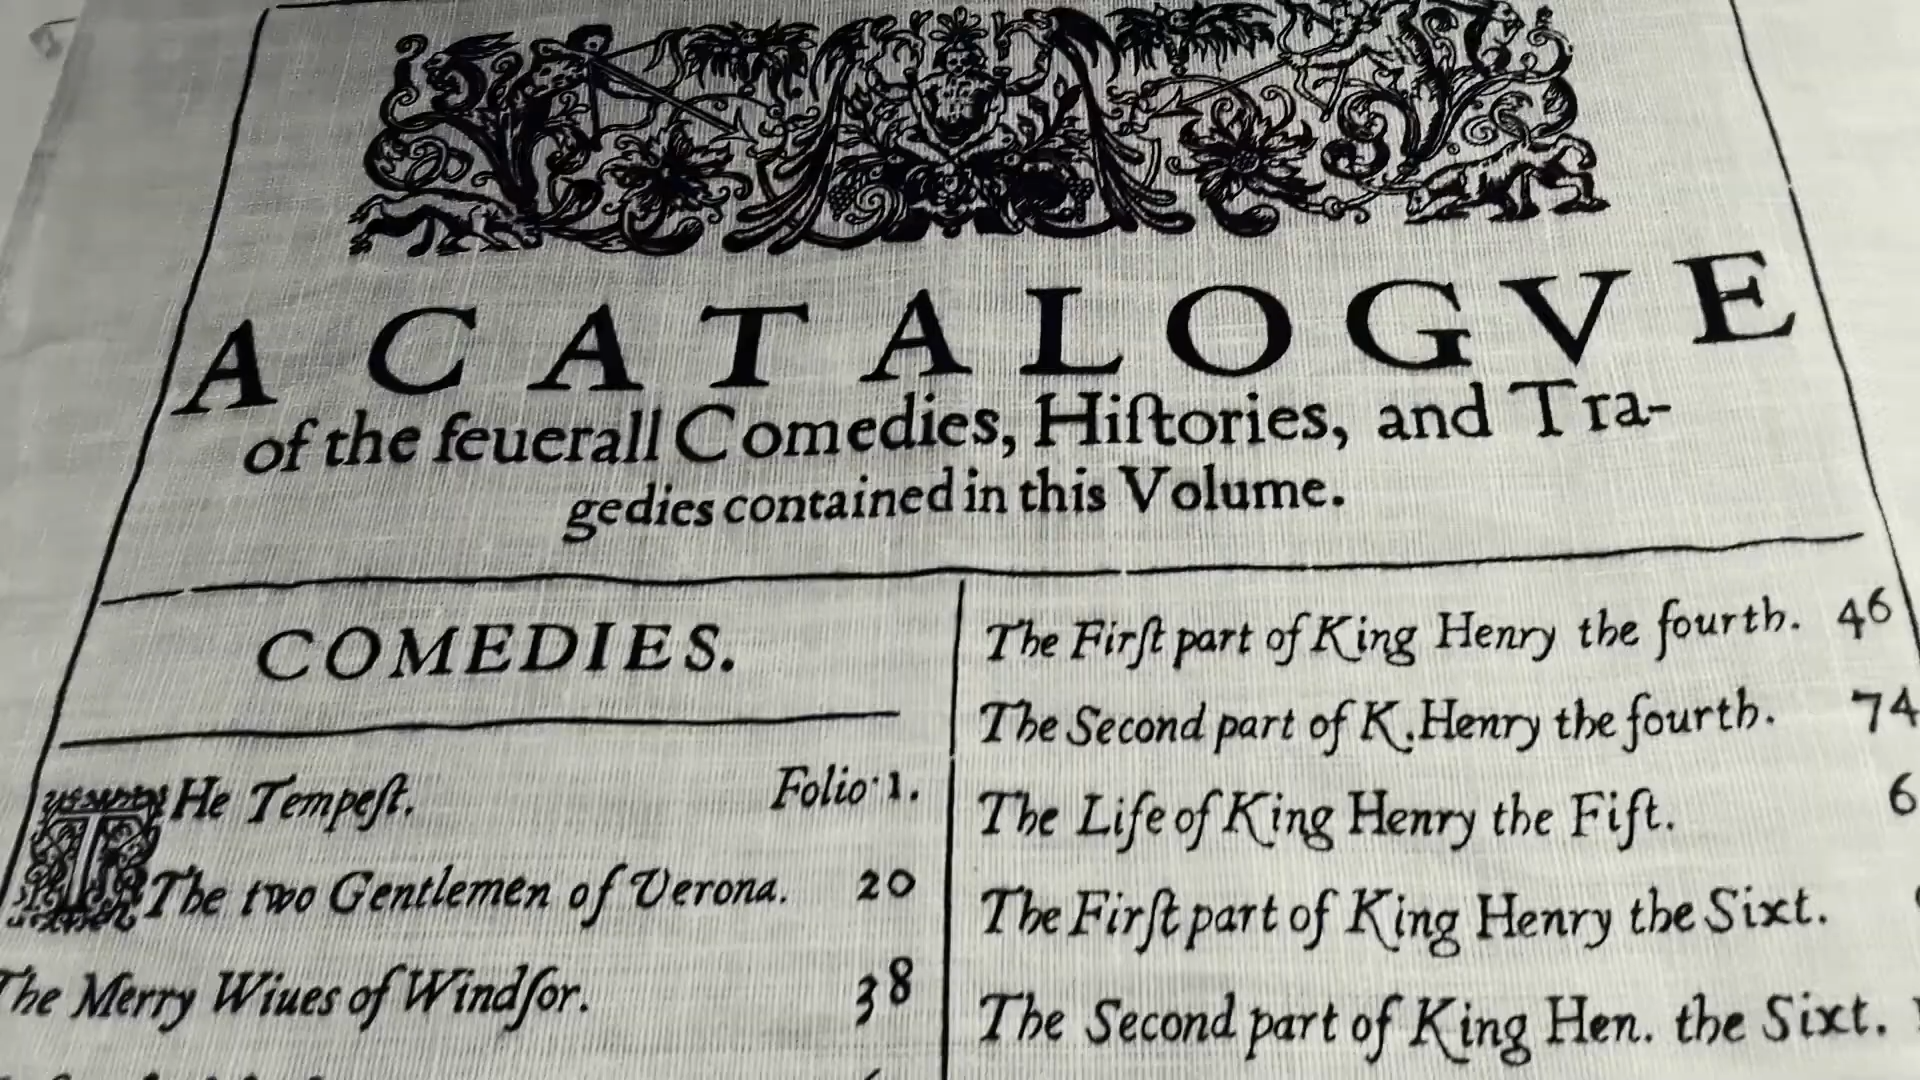 A CATALOGVE
of the ſeuerall Comedies, Hiſtories, and Tra-
gedies contained in this Volume.
COMEDIES.
THe Tempeſt. Folio 1.
The two Gentlemen of Verona. 20
The Merry Wiues of Windſor. 38
The Firſt part of King Henry the fourth. 46
The Second part of K. Henry the fourth. 74
The Life of King Henry the Fift. 6
The Firſt part of King Henry the Sixt.
The Second part of King Hen. the Sixt.